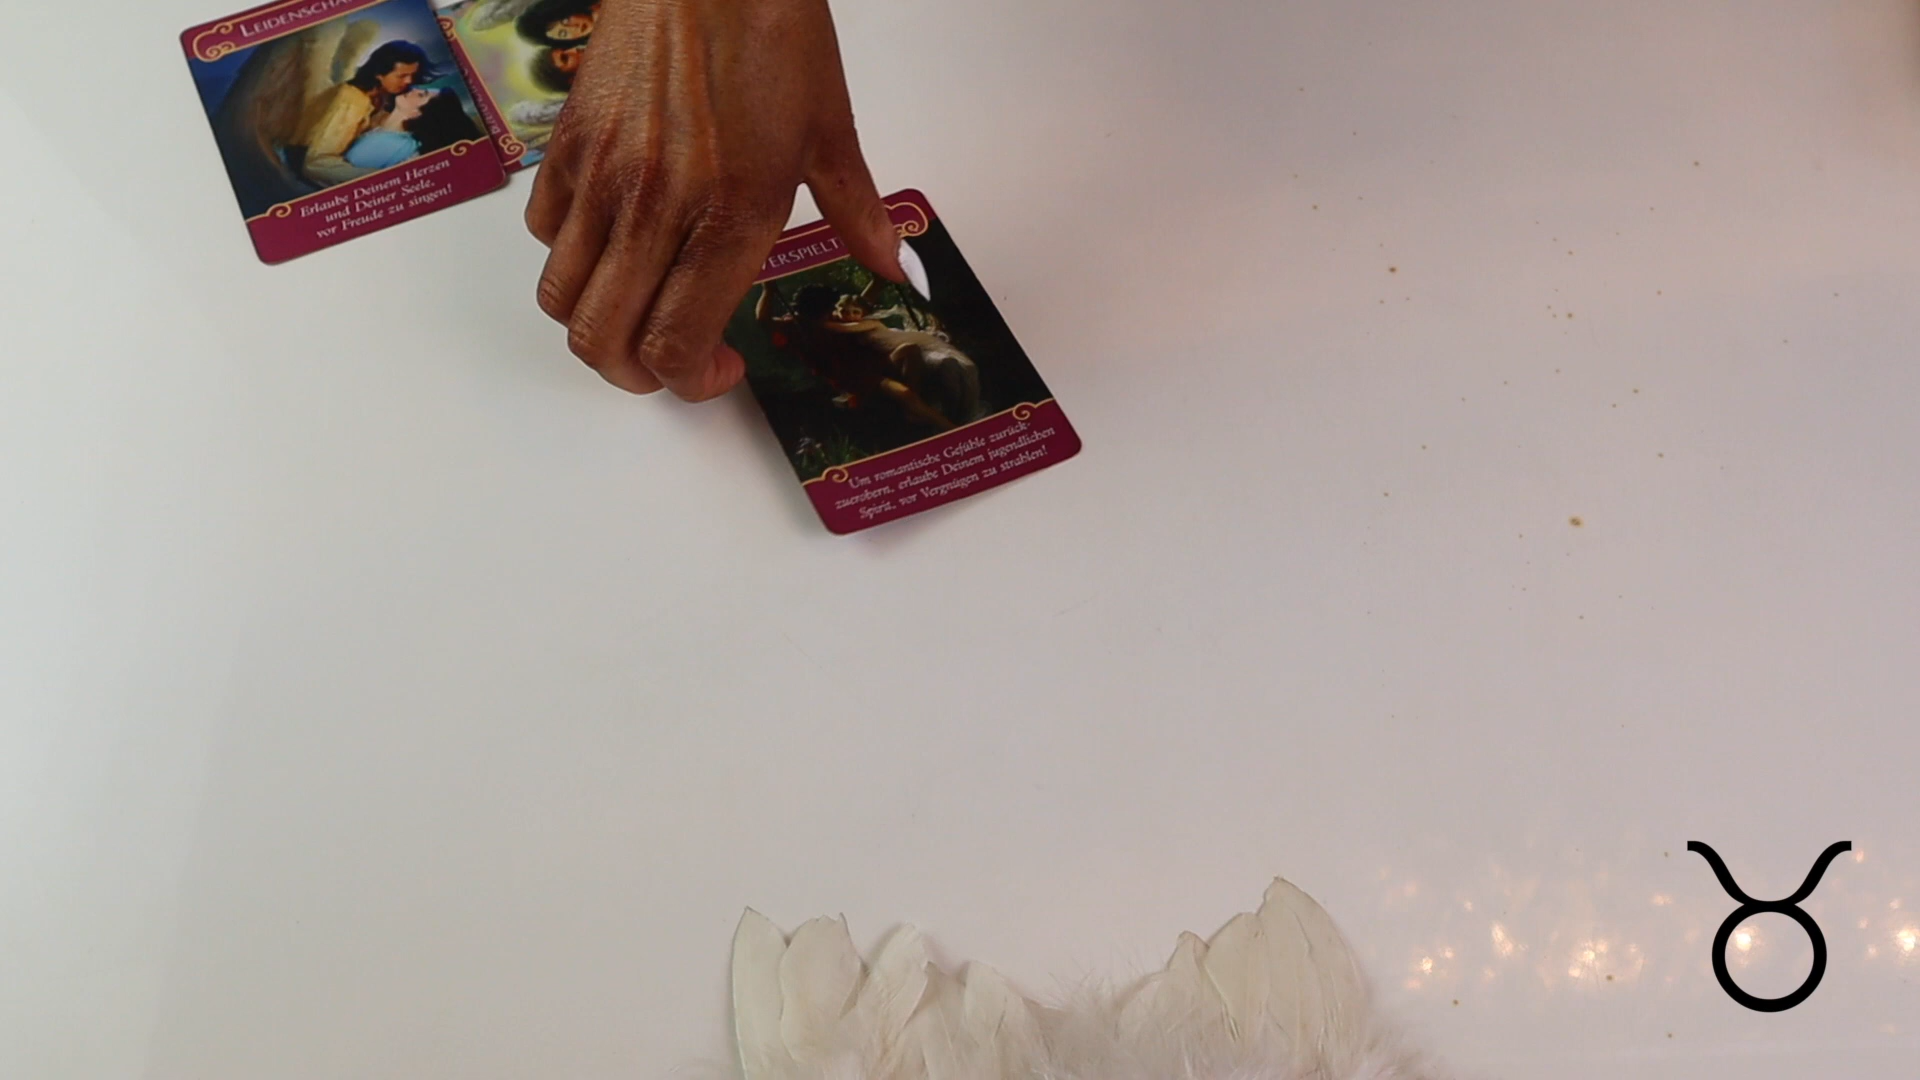 LEIDENSCHA
Erlaube Deinem Herzen
und Deiner Seele,
vor Freude zu singen!
VERSPIELT
Um romantische Gefühle zurück-
zuerobern, erlaube Deinem jugendlichen
Spirit, vor Vergnügen zu strahlen!